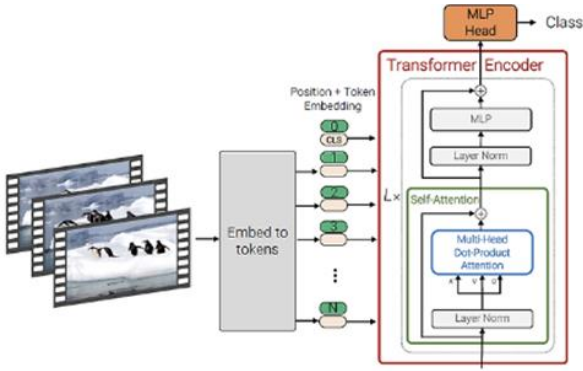 MLP
Head
Class
Transformer Encoder
Position + Token
Embedding
0
CLS
1
2
3
N
Embed to
tokens
L×
MLP
Layer Norm
Self-Attention
Multi-Head
Dot-Product
Attention
K V Q
Layer Norm